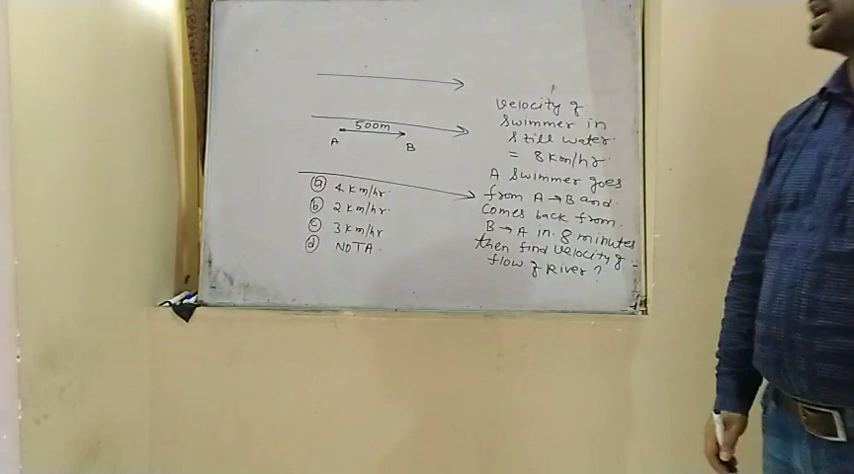 500m
A
B
(a) 4 km/hr.
(b) 2 km/hr.
(c) 3 km/hr
(d) NOTA.
Velocity of
Swimmer in
Still water.
= 8 km/hr.
A Swimmer goes
from A → B and
Comes back from
B → A in 8 minutes
then find Velocity of
flow of River?